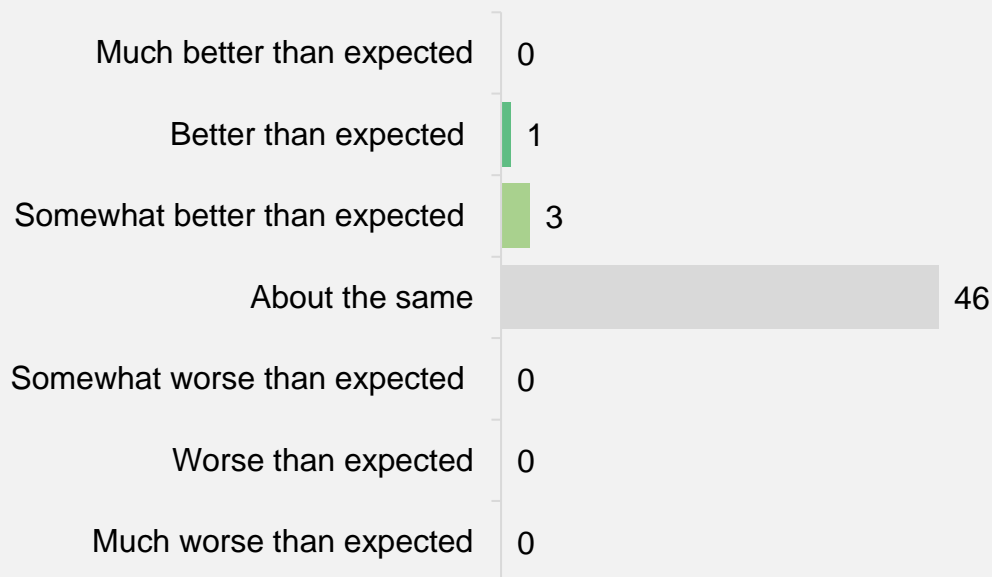 Much better than expected 0
Better than expected 1
Somewhat better than expected 3
About the same 46
Somewhat worse than expected 0
Worse than expected 0
Much worse than expected 0